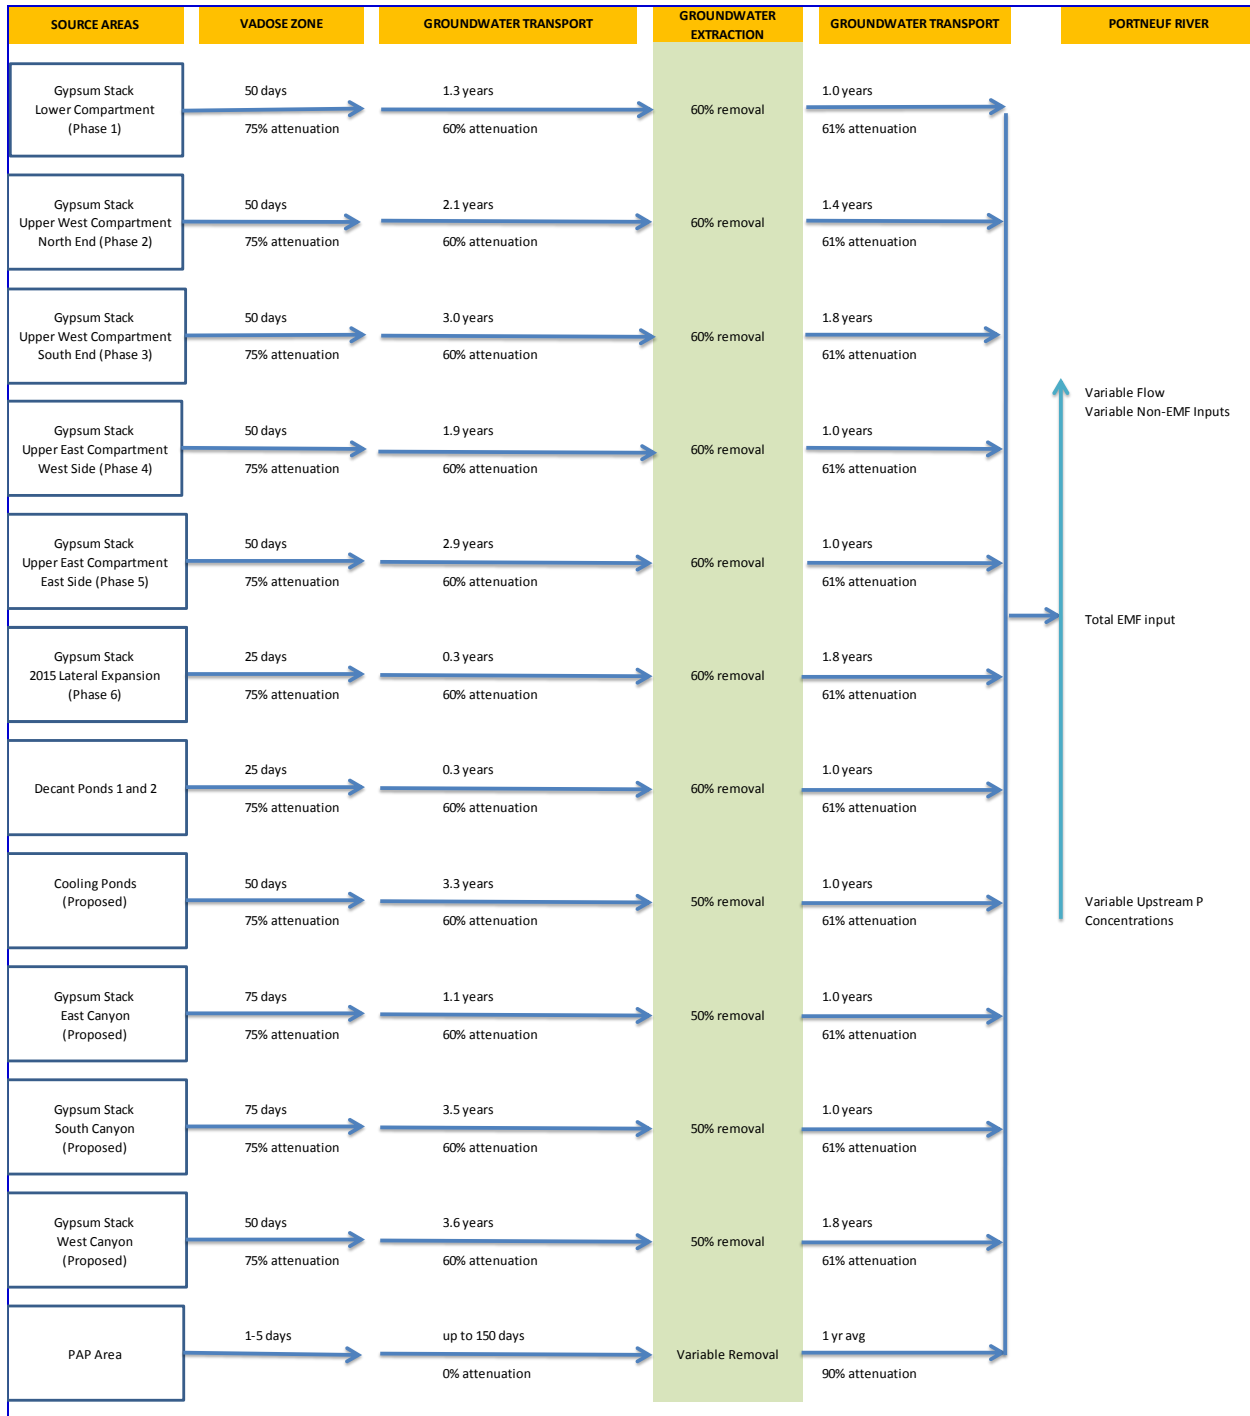 SOURCE AREAS
VADOSE ZONE
GROUNDWATER TRANSPORT
GROUNDWATER
EXTRACTION
GROUNDWATER TRANSPORT
PORTNEUF RIVER
Gypsum Stack
Lower Compartment
(Phase 1)
50 days
75% attenuation
1.3 years
60% attenuation
60% removal
1.0 years
61% attenuation
Gypsum Stack
Upper West Compartment
North End (Phase 2)
50 days
75% attenuation
2.1 years
60% attenuation
60% removal
1.4 years
61% attenuation
Gypsum Stack
Upper West Compartment
South End (Phase 3)
50 days
75% attenuation
3.0 years
60% attenuation
60% removal
1.8 years
61% attenuation
Variable Flow
Variable Non-EMF Inputs
Gypsum Stack
Upper East Compartment
West Side (Phase 4)
50 days
75% attenuation
1.9 years
60% attenuation
60% removal
1.0 years
61% attenuation
Gypsum Stack
Upper East Compartment
East Side (Phase 5)
50 days
75% attenuation
2.9 years
60% attenuation
60% removal
1.0 years
61% attenuation
Total EMF input
Gypsum Stack
2015 Lateral Expansion
(Phase 6)
25 days
75% attenuation
0.3 years
60% attenuation
60% removal
1.8 years
61% attenuation
Decant Ponds 1 and 2
25 days
75% attenuation
0.3 years
60% attenuation
60% removal
1.0 years
61% attenuation
Cooling Ponds
(Proposed)
50 days
75% attenuation
3.3 years
60% attenuation
50% removal
1.0 years
61% attenuation
Variable Upstream P
Concentrations
Gypsum Stack
East Canyon
(Proposed)
75 days
75% attenuation
1.1 years
60% attenuation
50% removal
1.0 years
61% attenuation
Gypsum Stack
South Canyon
(Proposed)
75 days
75% attenuation
3.5 years
60% attenuation
50% removal
1.0 years
61% attenuation
Gypsum Stack
West Canyon
(Proposed)
50 days
75% attenuation
3.6 years
60% attenuation
50% removal
1.8 years
61% attenuation
PAP Area
1-5 days
up to 150 days
0% attenuation
Variable Removal
1 yr avg
90% attenuation